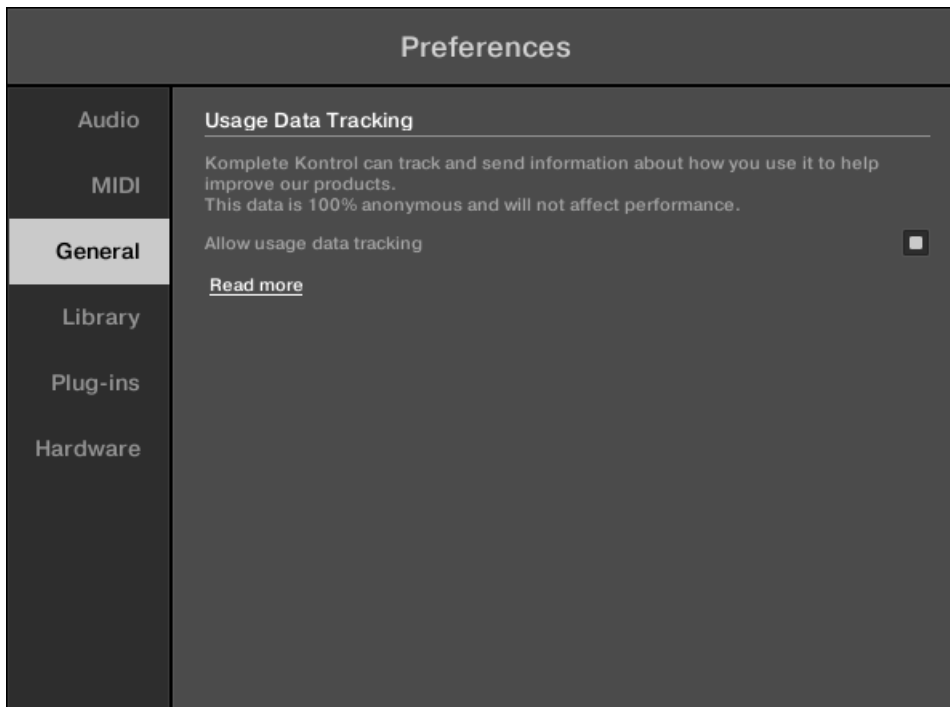 Preferences
Audio
MIDI
General
Library
Plug-ins
Hardware
Usage Data Tracking
Komplete Kontrol can track and send information about how you use it to help
improve our products.
This data is 100% anonymous and will not affect performance.
Allow usage data tracking
Read more